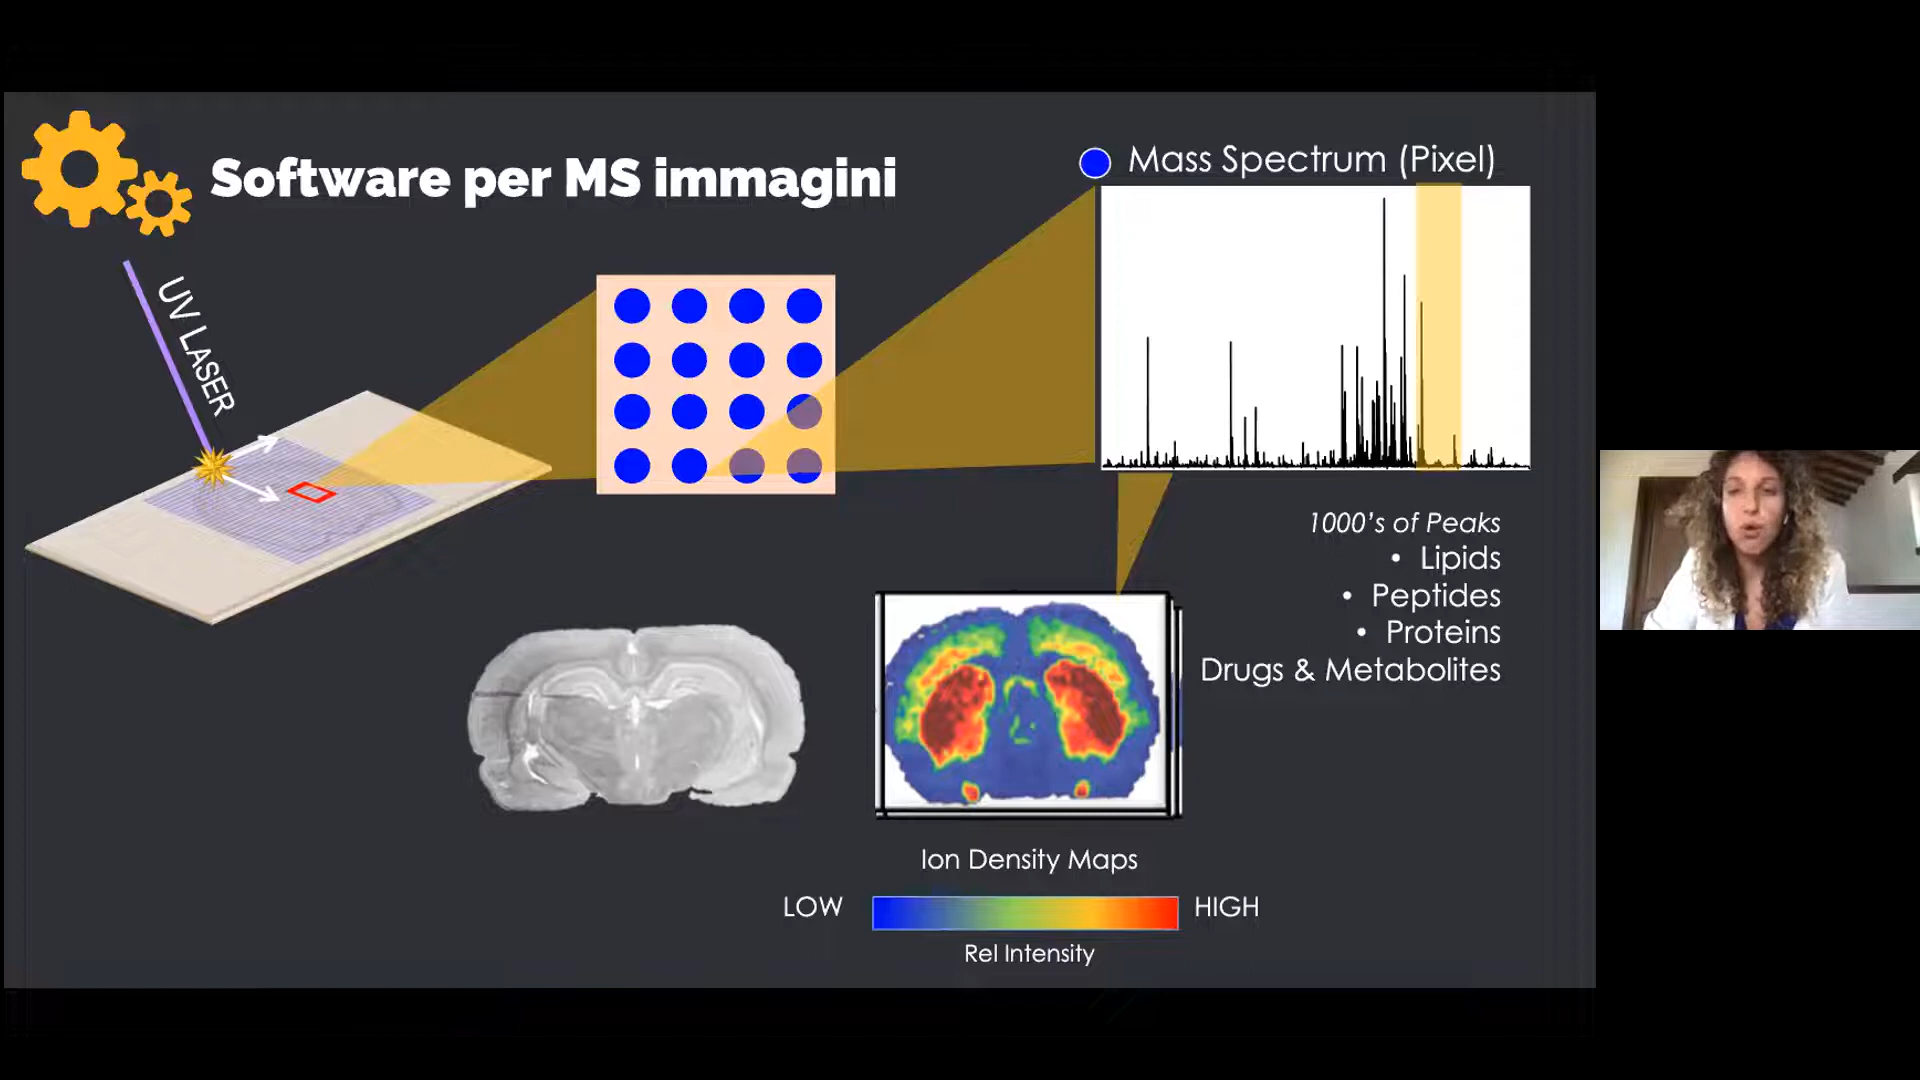 Software per MS immagini
UV LASER
Mass Spectrum (Pixel)
1000's of Peaks
• Lipids
• Peptides
• Proteins
Drugs & Metabolites
Ion Density Maps
LOW
HIGH
Rel Intensity